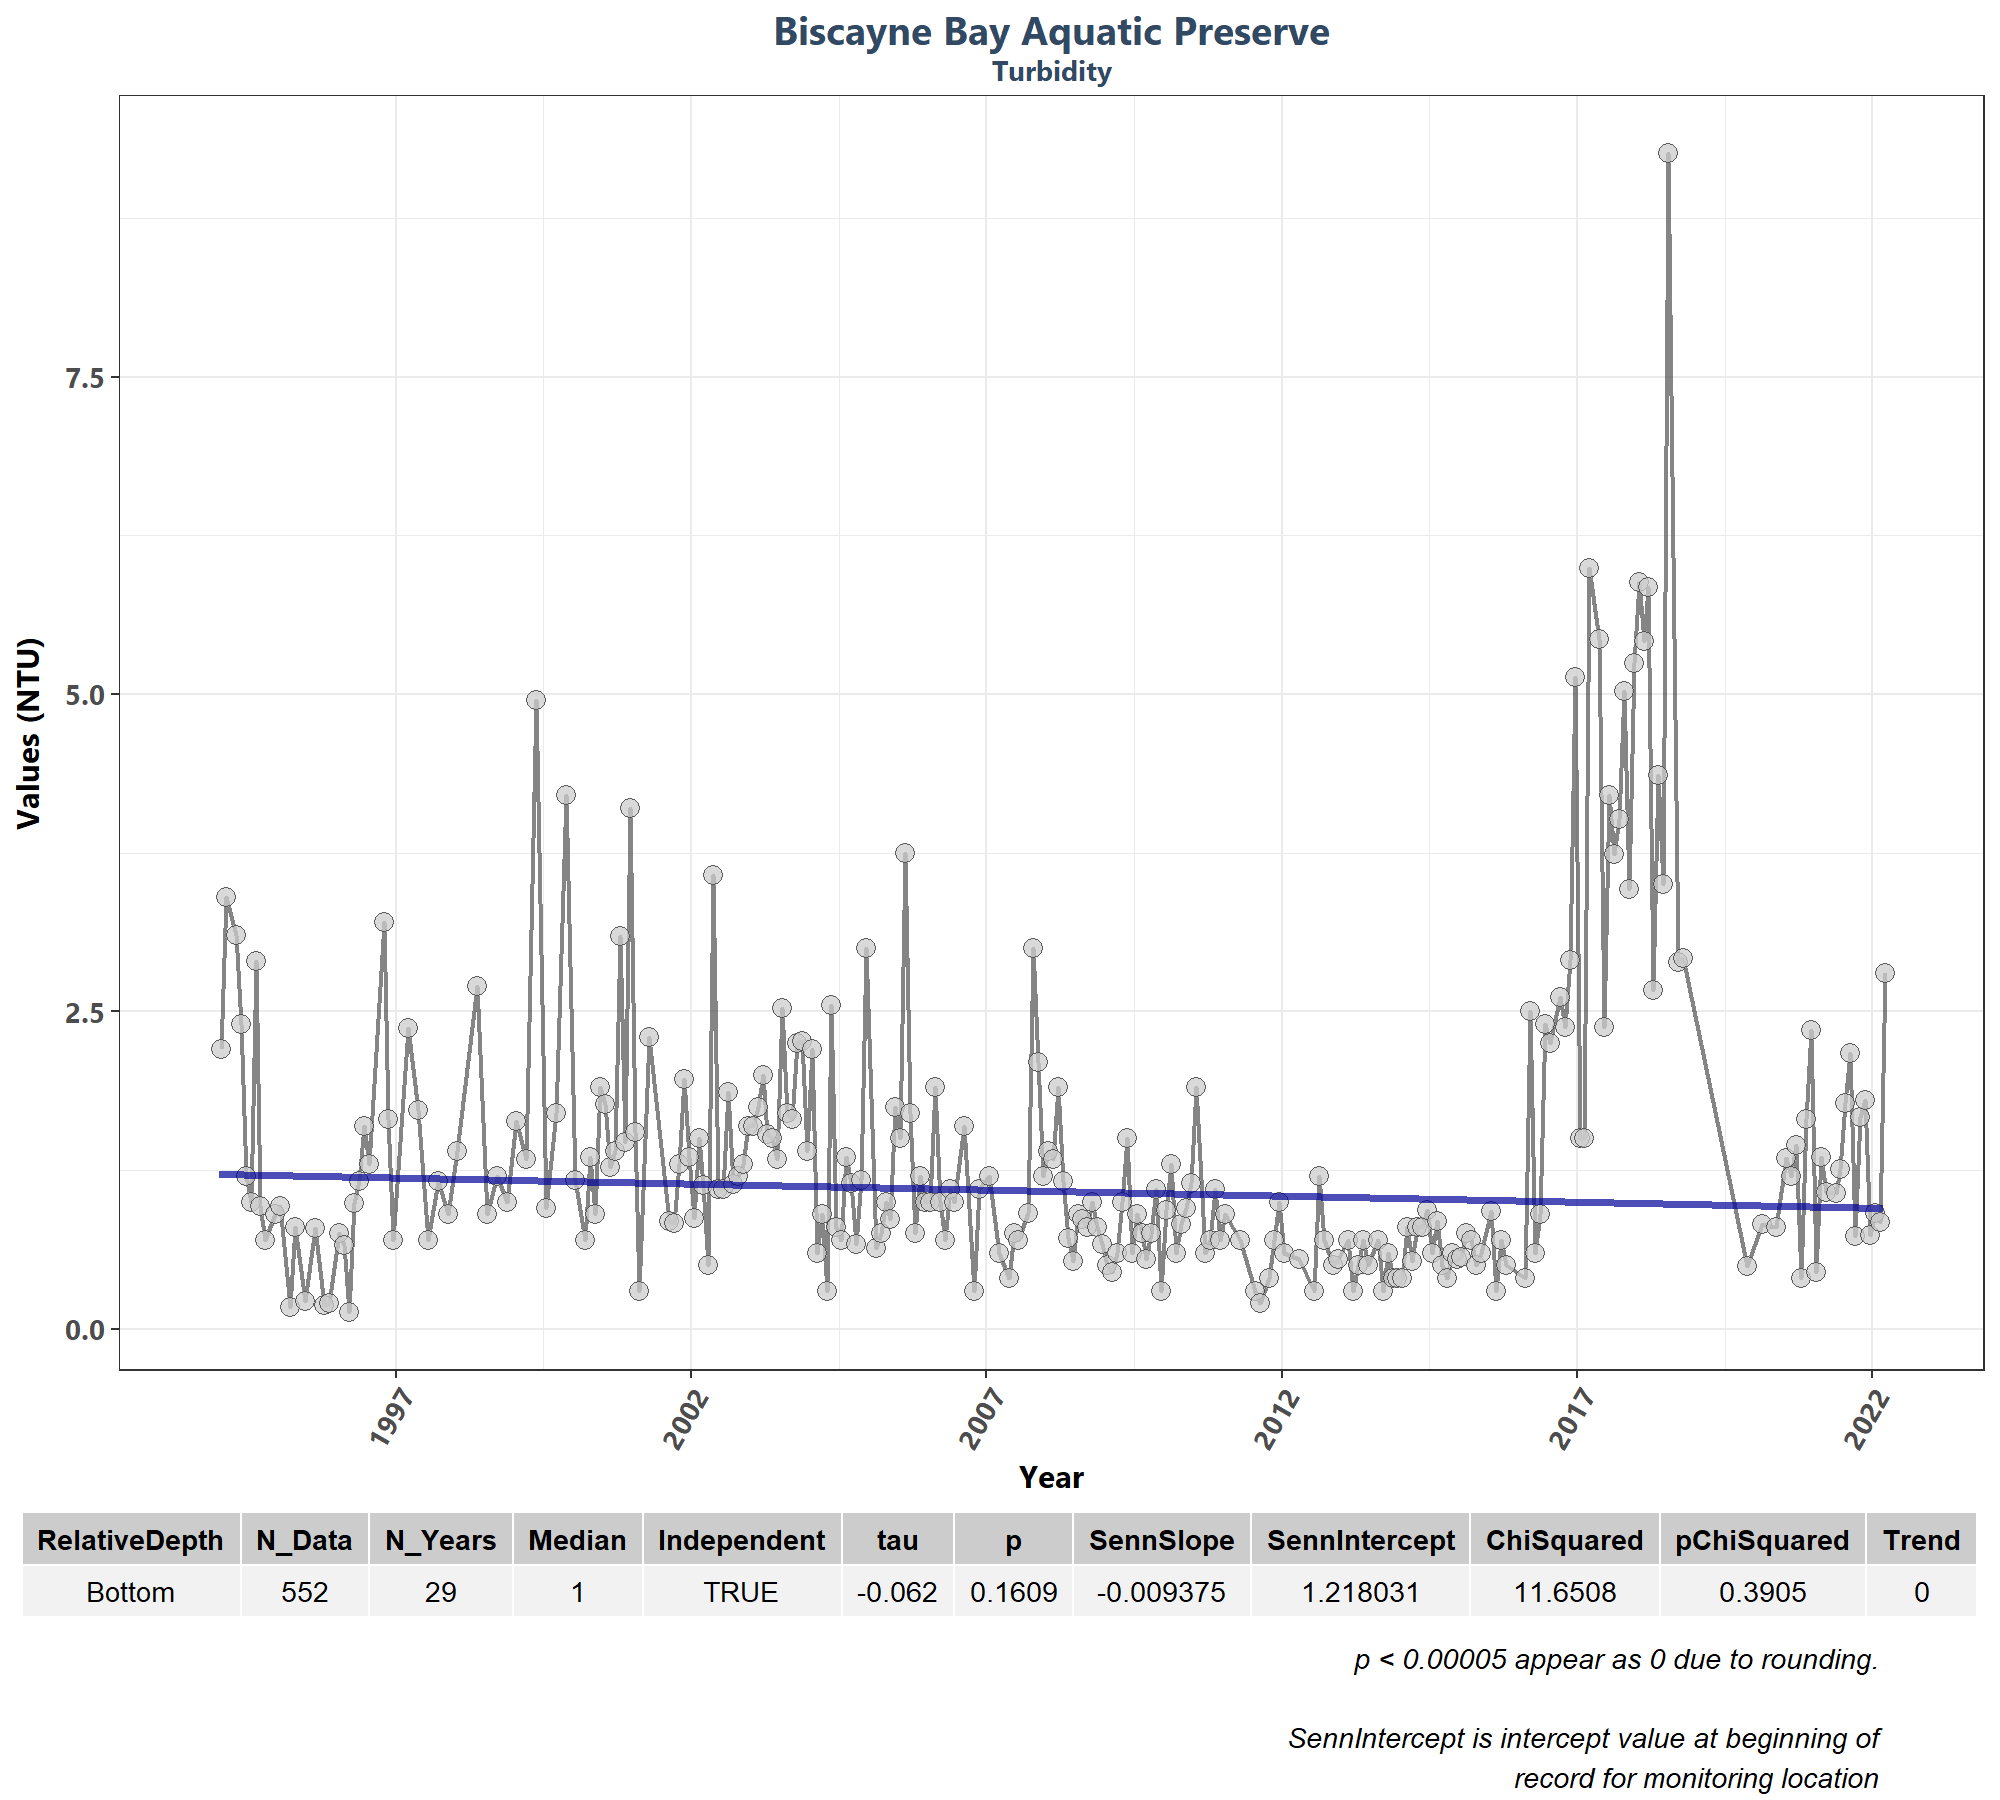 Biscayne Bay Aquatic Preserve
Turbidity
Values (NTU)
7.5
5.0
2.5
0.0
1997 2002 2007 2012 2017 2022
Year
RelativeDepth N_Data N_Years Median Independent tau p SennSlope SennIntercept ChiSquared pChiSquared Trend
Bottom 552 29 1 TRUE -0.062 0.1609 -0.009375 1.218031 11.6508 0.3905 0
p < 0.00005 appear as 0 due to rounding.
SennIntercept is intercept value at beginning of
record for monitoring location